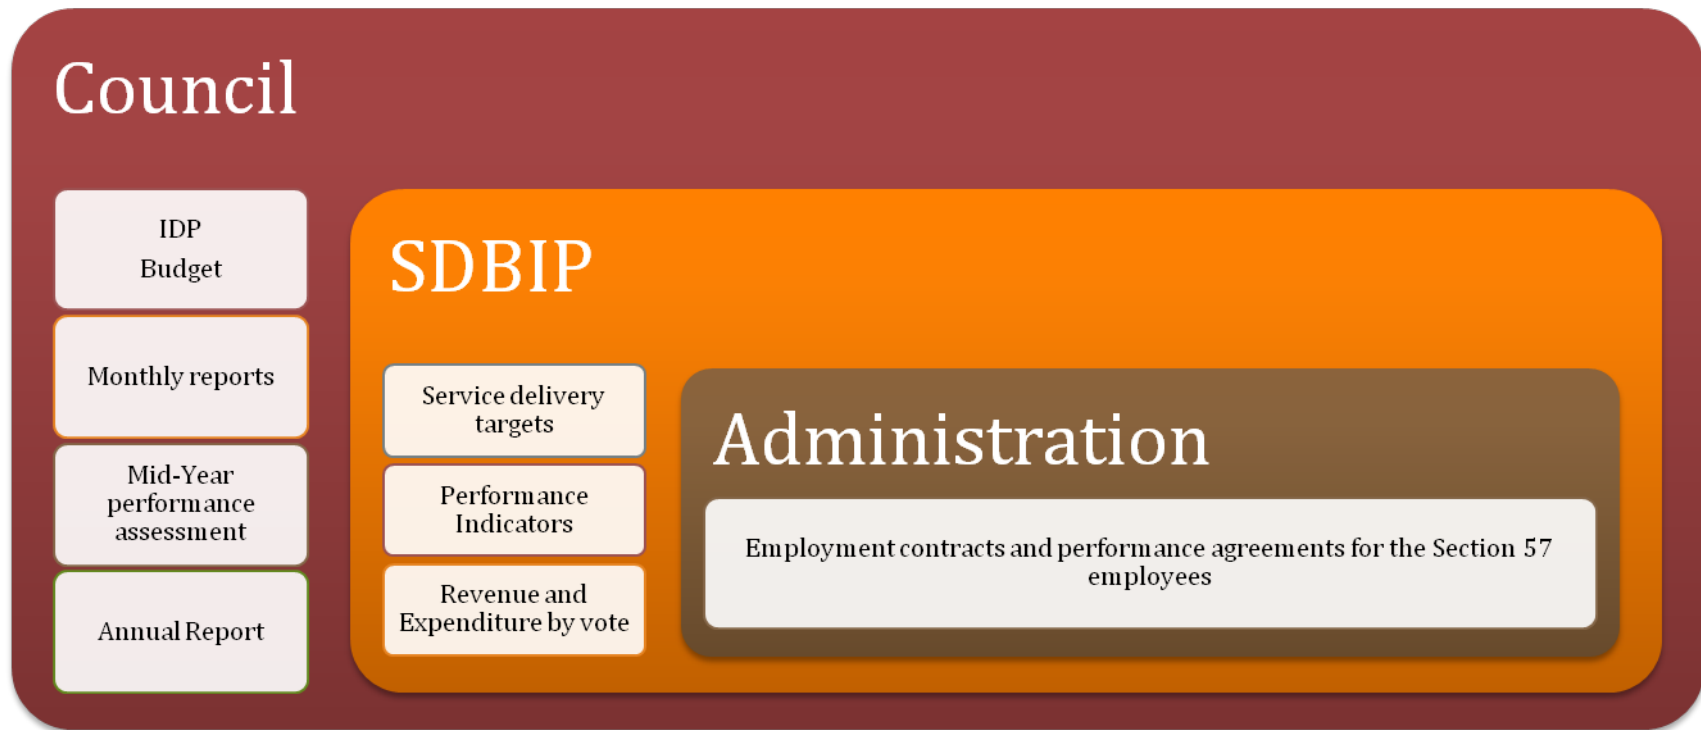 Council
IDP
Budget
Monthly reports
Mid-Year
performance
assessment
Annual Report
SDBIP
Service delivery
targets
Performance
Indicators
Revenue and
Expenditure by vote
Administration
Employment contracts and performance agreements for the Section 57
employees